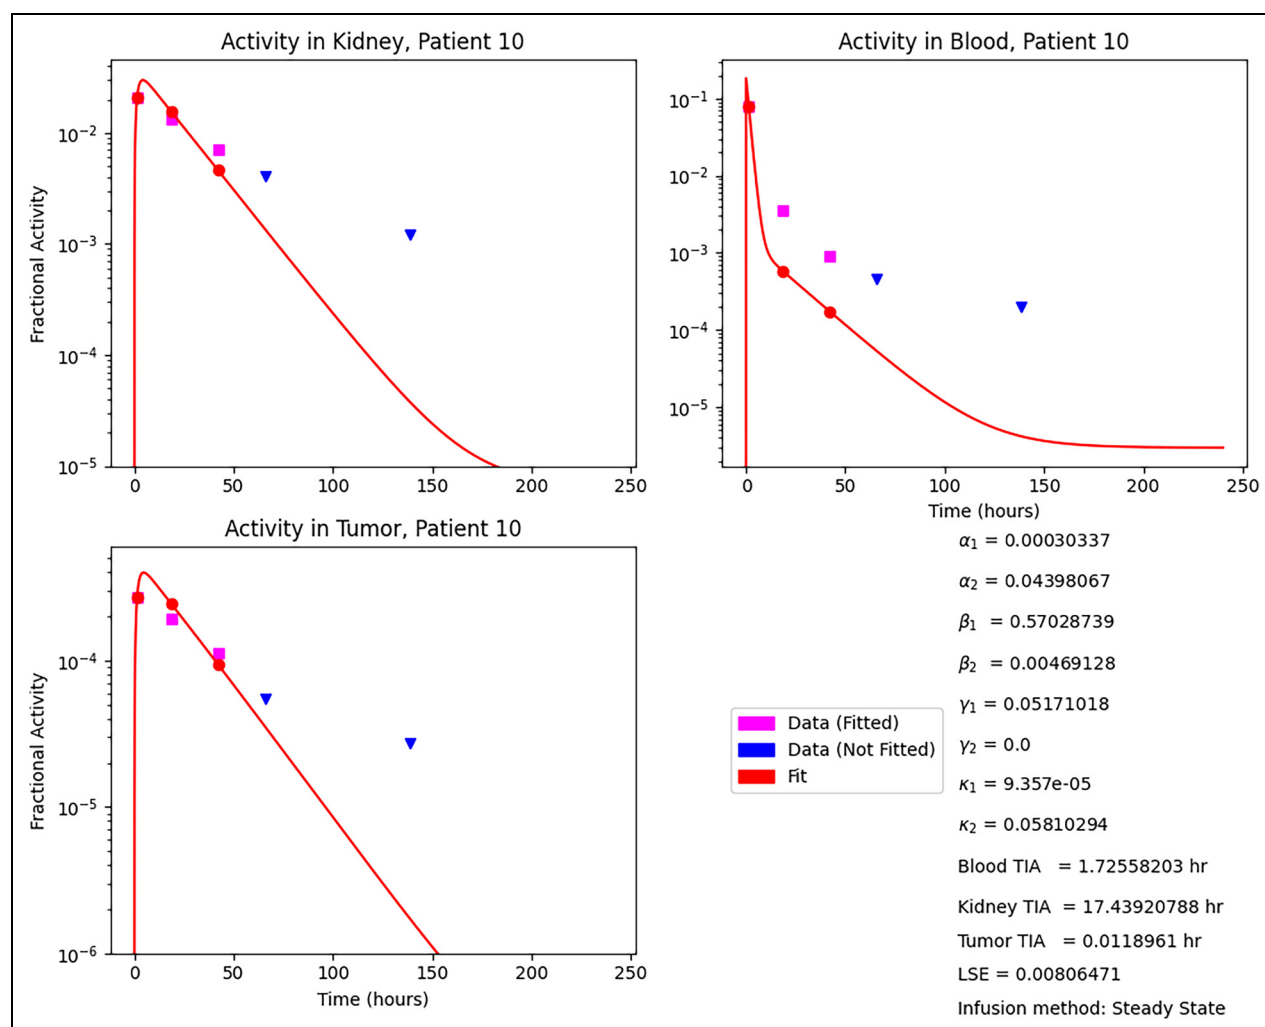 Activity in Kidney, Patient 10
Fractional Activity
10⁻²
10⁻³
10⁻⁴
10⁻⁵
0 50 100 150 200 250
Activity in Blood, Patient 10
10⁻¹
10⁻²
10⁻³
10⁻⁴
10⁻⁵
0 50 100 150 200 250
Time (hours)
Activity in Tumor, Patient 10
Fractional Activity
10⁻⁴
10⁻⁵
10⁻⁶
0 50 100 150 200 250
Time (hours)
Data (Fitted)
Data (Not Fitted)
Fit
α₁ = 0.00030337
α₂ = 0.04398067
β₁ = 0.57028739
β₂ = 0.00469128
γ₁ = 0.05171018
γ₂ = 0.0
κ₁ = 9.357e-05
κ₂ = 0.05810294
Blood TIA = 1.72558203 hr
Kidney TIA = 17.43920788 hr
Tumor TIA = 0.0118961 hr
LSE = 0.00806471
Infusion method: Steady State